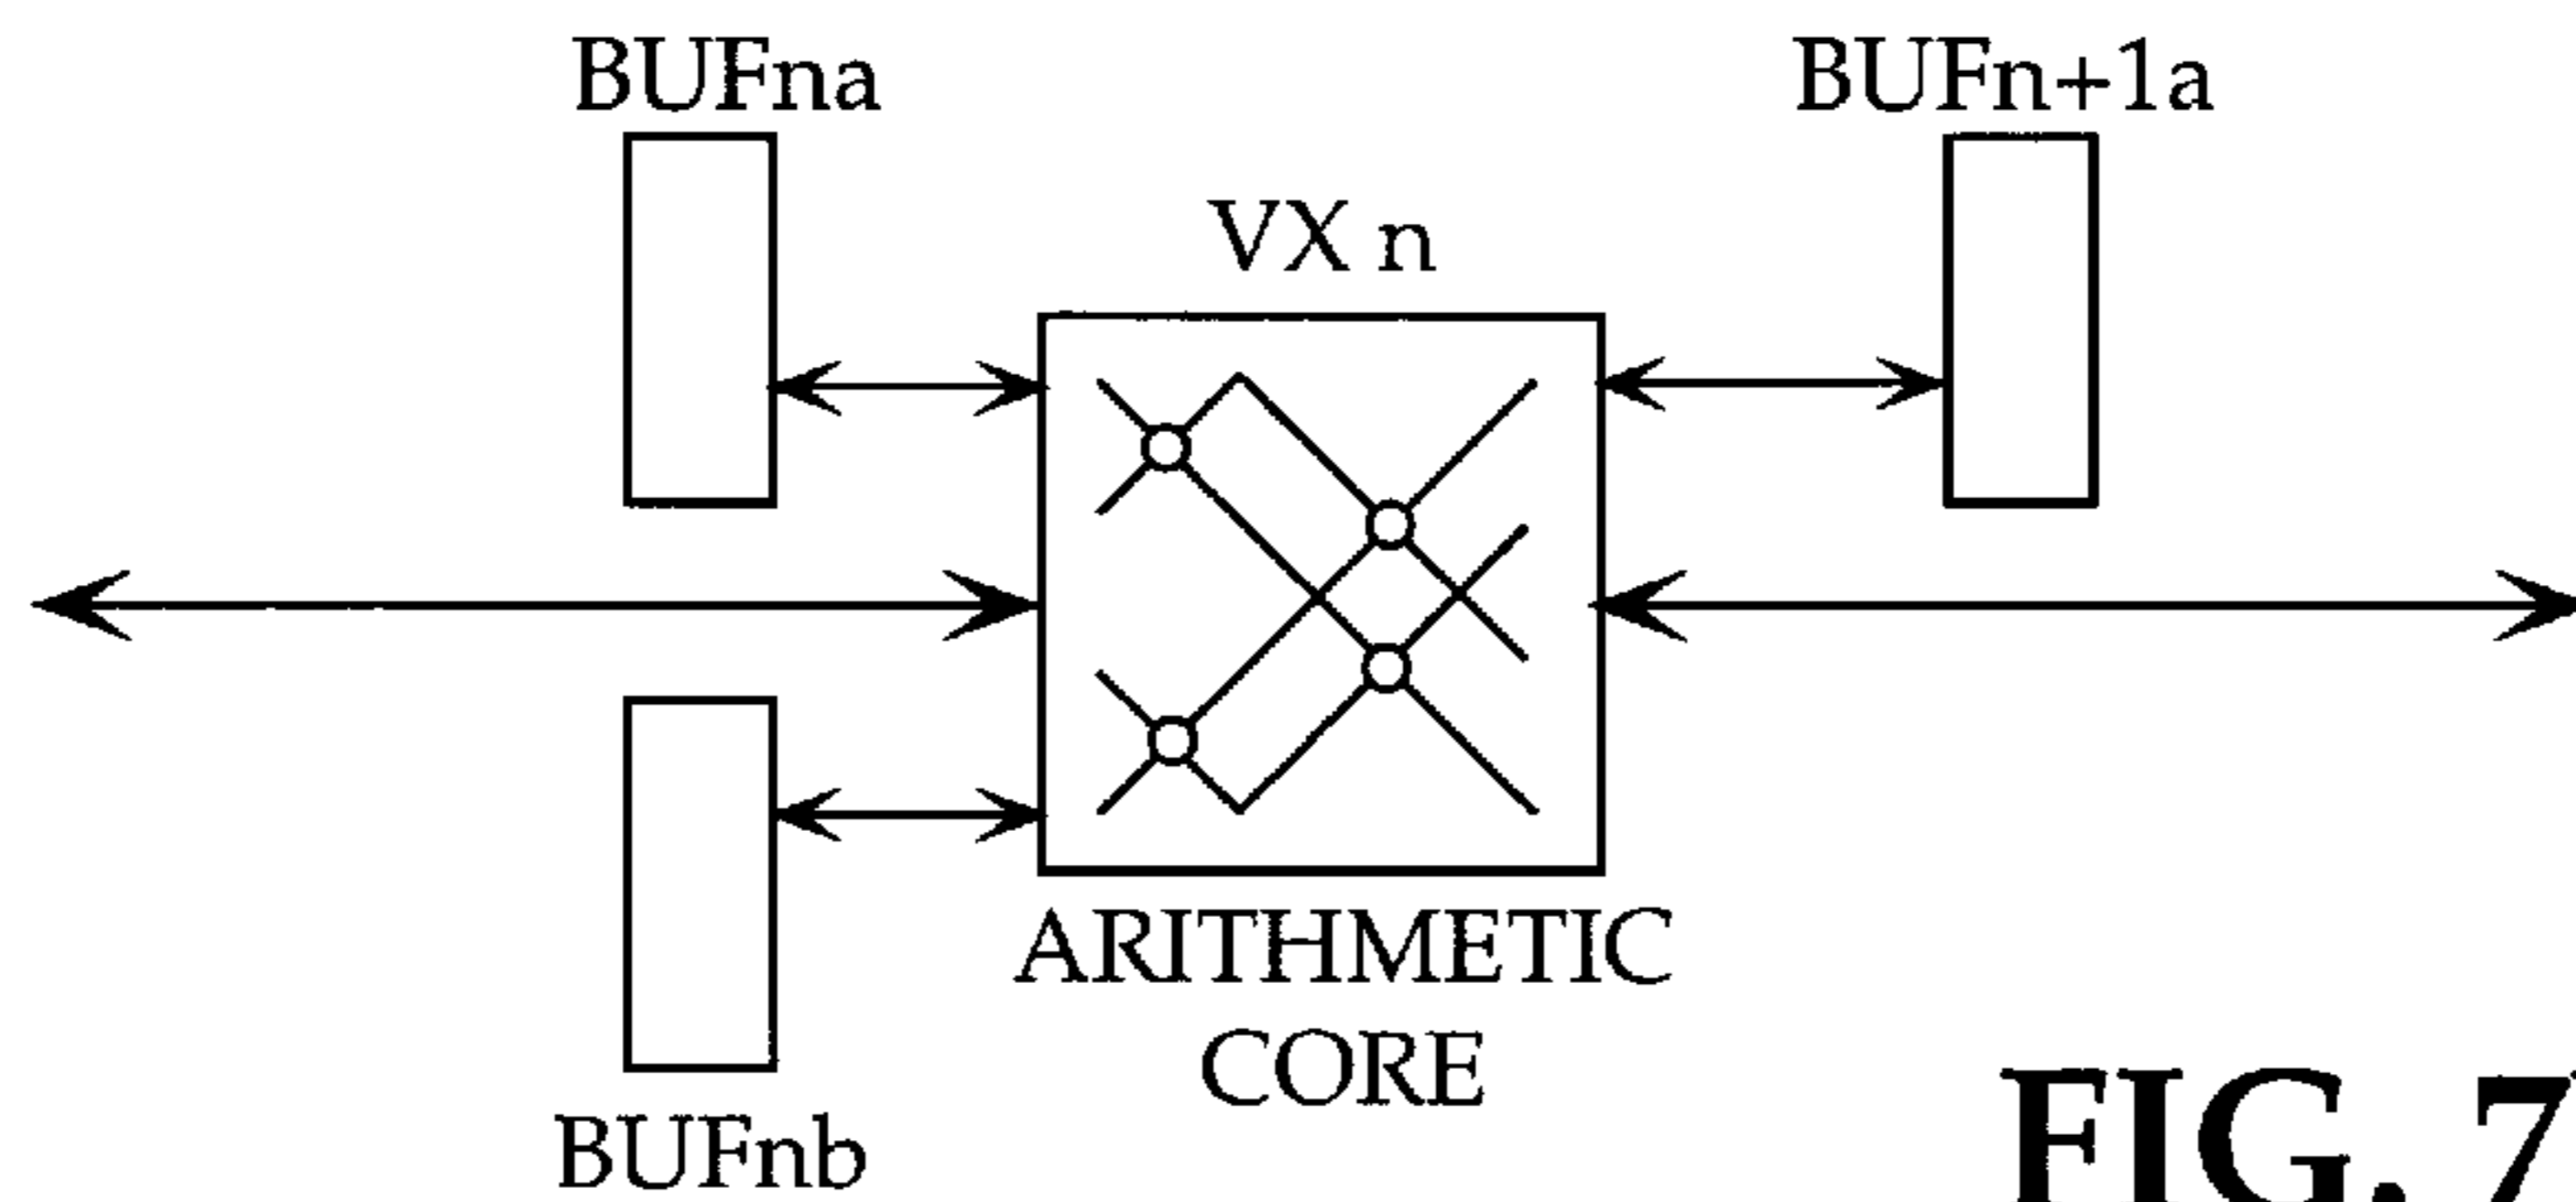 BUFna
BUFn+1a
VX n
ARITHMETIC
CORE
BUFnb
FIG. 7